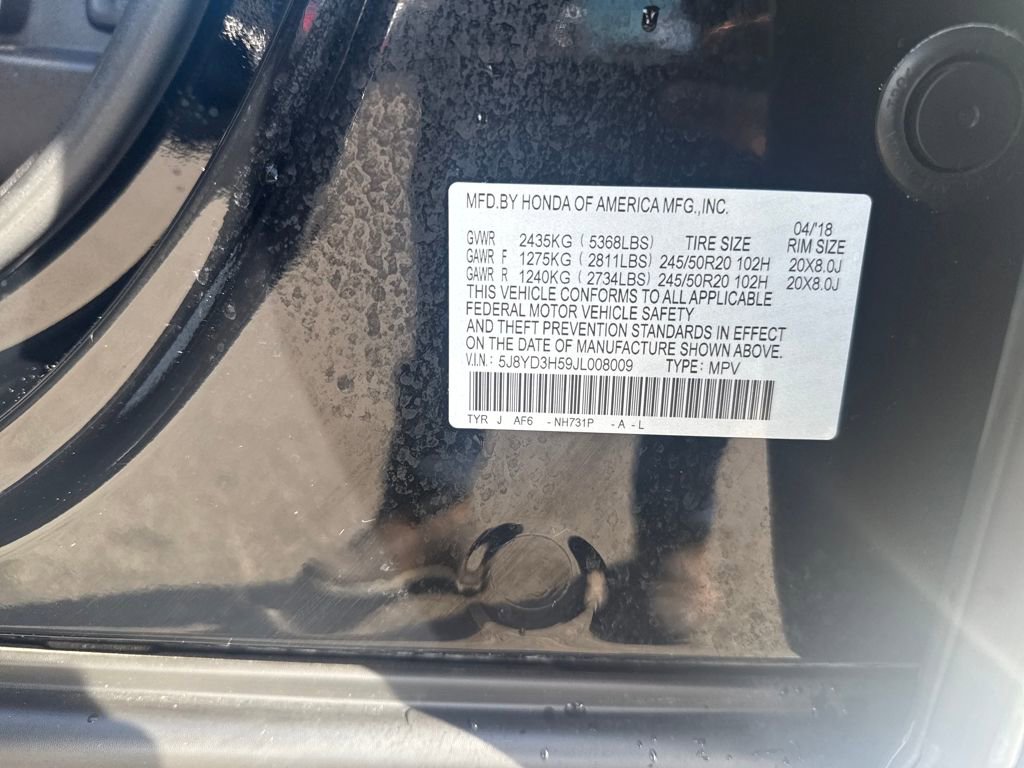 MFD.BY HONDA OF AMERICA MFG.,INC.
04/'18
GVWR 2435KG ( 5368LBS) TIRE SIZE RIM SIZE
GAWR F 1275KG ( 2811LBS) 245/50R20 102H 20X8.0J
GAWR R 1240KG ( 2734LBS) 245/50R20 102H 20X8.0J
THIS VEHICLE CONFORMS TO ALL APPLICABLE
FEDERAL MOTOR VEHICLE SAFETY
AND THEFT PREVENTION STANDARDS IN EFFECT
ON THE DATE OF MANUFACTURE SHOWN ABOVE.
V.I.N.: 5J8YD3H59JL008009 TYPE: MPV
TYR J AF6 -NH731P -A -L